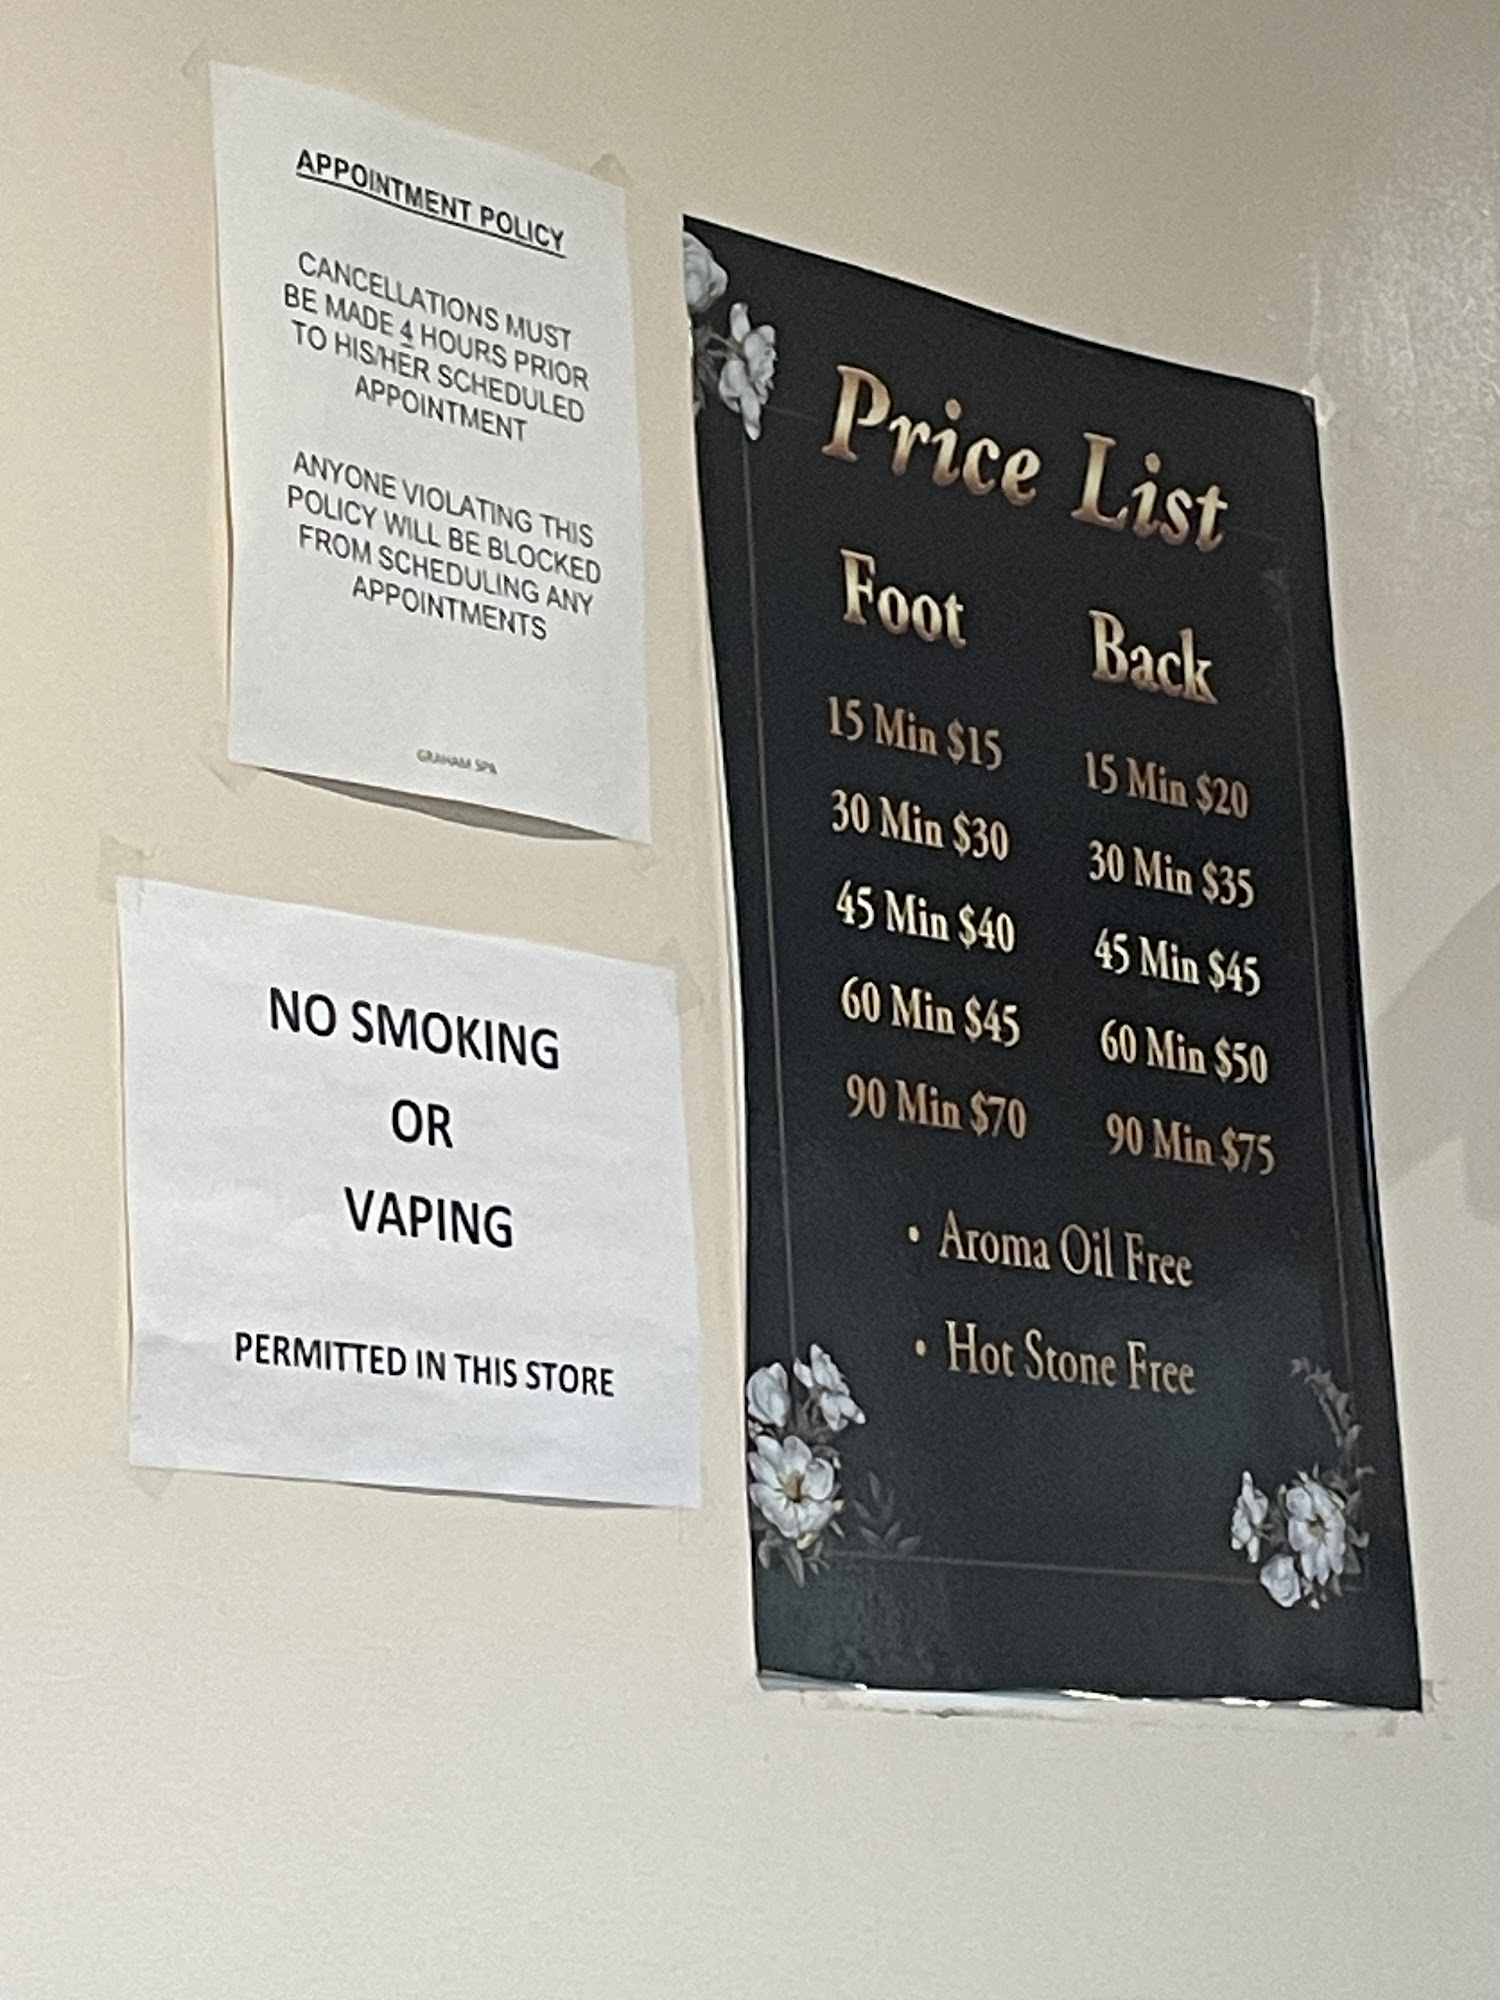 APPOINTMENT POLICY
CANCELLATIONS MUST
BE MADE 4 HOURS PRIOR
TO HIS/HER SCHEDULED
APPOINTMENT
ANYONE VIOLATING THIS
POLICY WILL BE BLOCKED
FROM SCHEDULING ANY
APPOINTMENTS
GRAHAM SPA
NO SMOKING
OR
VAPING
PERMITTED IN THIS STORE
Price List
Foot
15 Min $15
30 Min $30
45 Min $40
60 Min $45
90 Min $70
Back
15 Min $20
30 Min $35
45 Min $45
60 Min $50
90 Min $75
• Aroma Oil Free
• Hot Stone Free